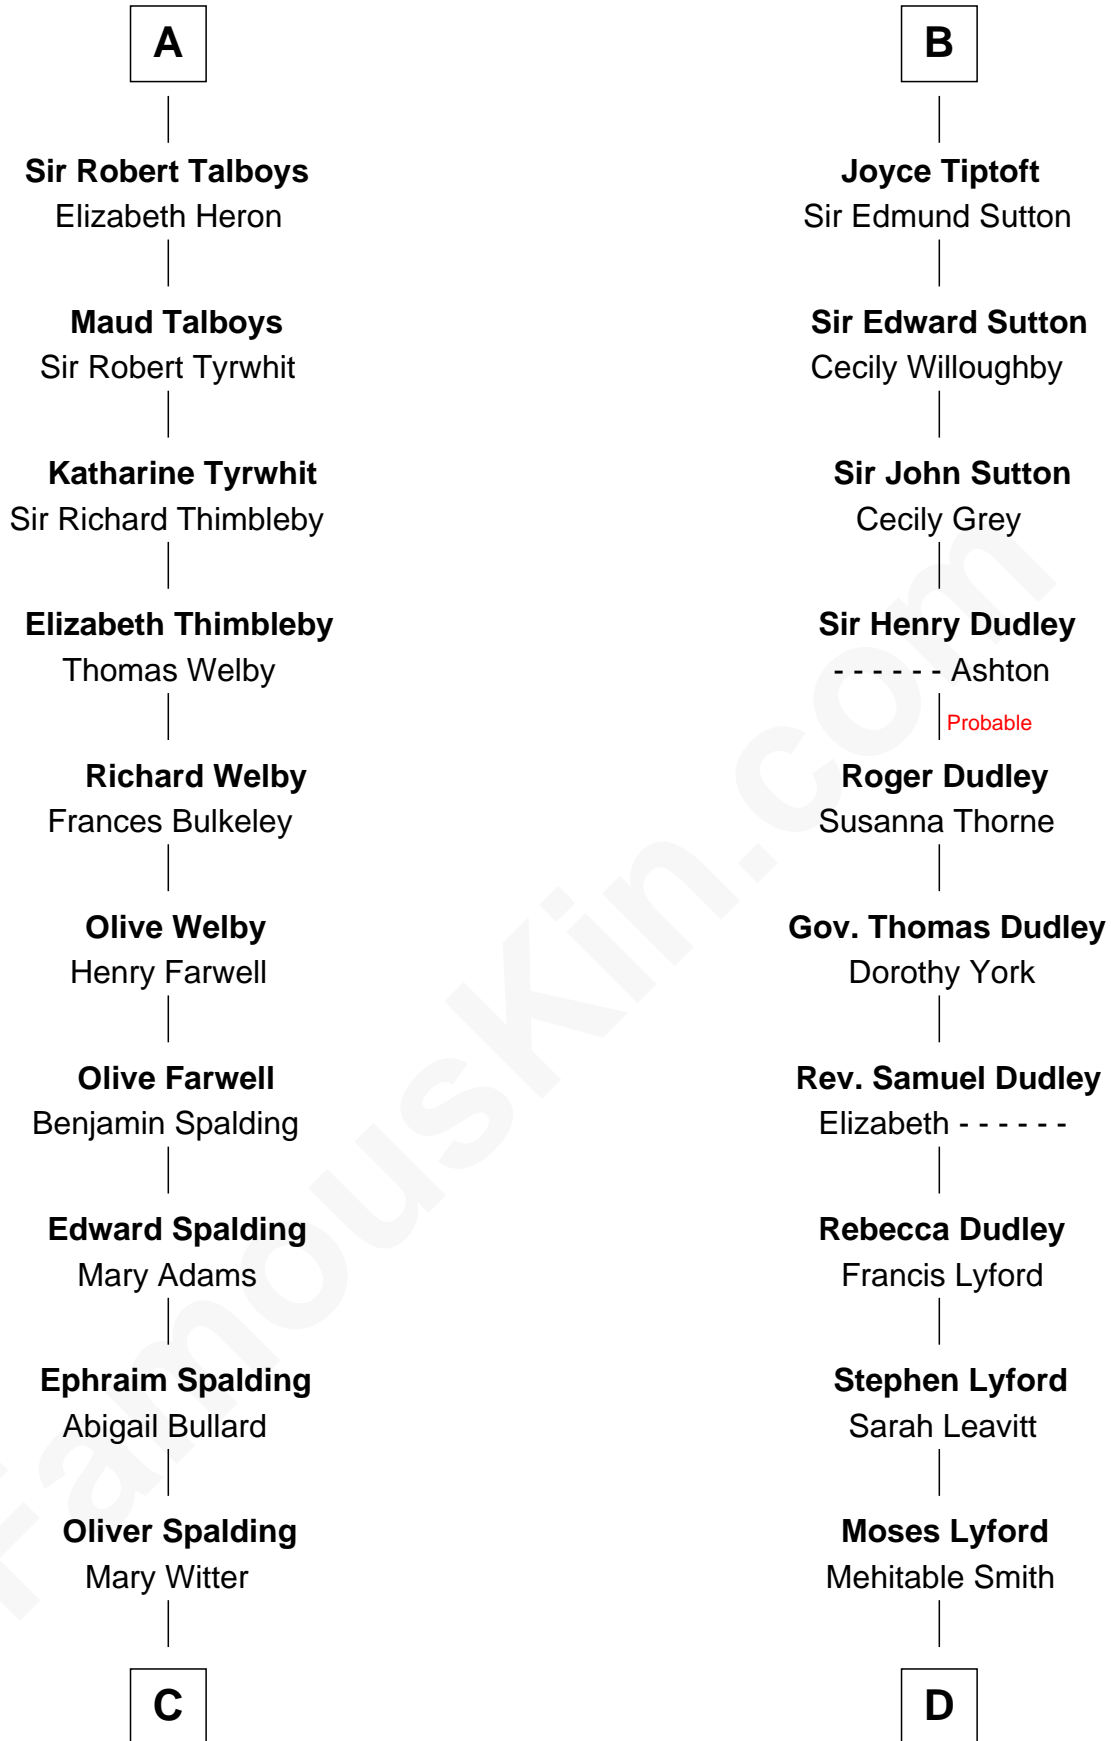 A
Sir Robert Talboys
Elizabeth Heron
Maud Talboys
Sir Robert Tyrwhit
Katharine Tyrwhit
Sir Richard Thimbleby
Elizabeth Thimbleby
Thomas Welby
Richard Welby
Frances Bulkeley
Olive Welby
Henry Farwell
Olive Farwell
Benjamin Spalding
Edward Spalding
Mary Adams
Ephraim Spalding
Abigail Bullard
Oliver Spalding
Mary Witter
C
B
Joyce Tiptoft
Sir Edmund Sutton
Sir Edward Sutton
Cecily Willoughby
Sir John Sutton
Cecily Grey
Sir Henry Dudley
- - - - - - Ashton
Probable
Roger Dudley
Susanna Thorne
Gov. Thomas Dudley
Dorothy York
Rev. Samuel Dudley
Elizabeth - - - - - -
Rebecca Dudley
Francis Lyford
Stephen Lyford
Sarah Leavitt
Moses Lyford
Mehitable Smith
D
FamousKin.com